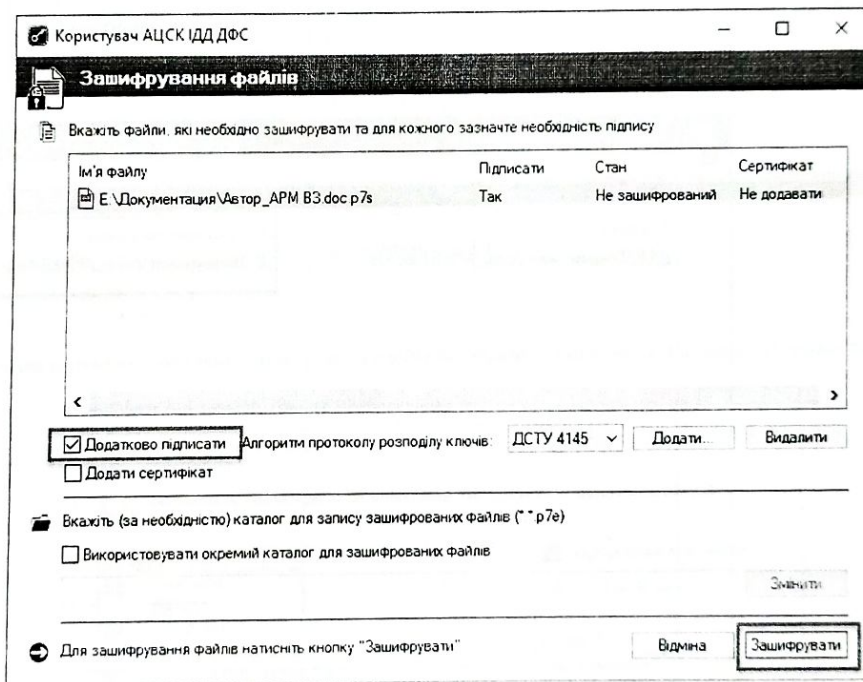 Користувач АЦСК ІДД ДФС
Зашифрування файлів
Вкажіть файли, які необхідно зашифрувати та для кожного зазначте необхідність підпису
Ім'я файлу Підписати Стан Сертифікат
E:\Документация\Автор_АРМ ВЗ.doc.p7s Так Не зашифрований Не додавати
Додатково підписати Алгоритм протоколу розподілу ключів: ДСТУ 4145 Додати... Видалити
Додати сертифікат
Вкажіть (за необхідністю) каталог для запису зашифрованих файлів (*.*.p7e)
Використовувати окремий каталог для зашифрованих файлів
Змінити
Для зашифрування файлів натисніть кнопку "Зашифрувати" Відміна Зашифрувати